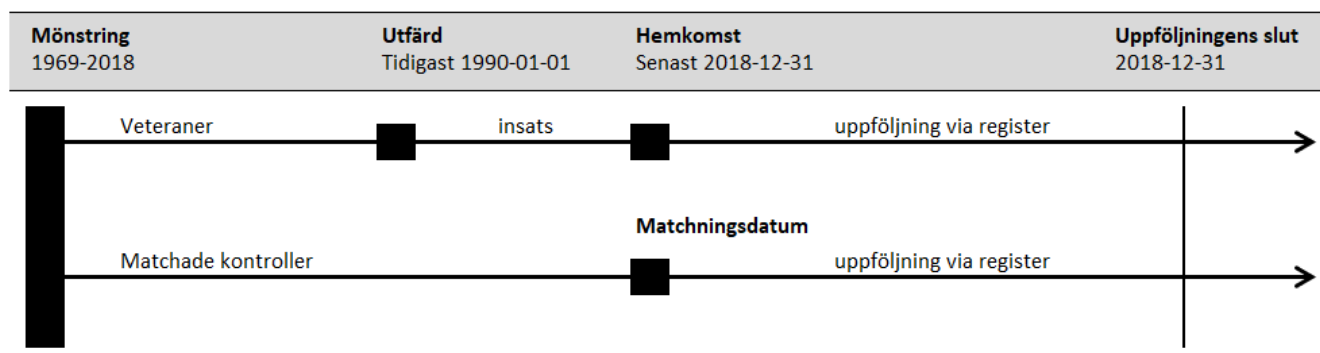 Mönstring
1969-2018
Utfärd
Tidigast 1990-01-01
Hemkomst
Senast 2018-12-31
Uppföljningens slut
2018-12-31
Veteraner
insats
uppföljning via register
Matchningsdatum
Matchade kontroller
uppföljning via register